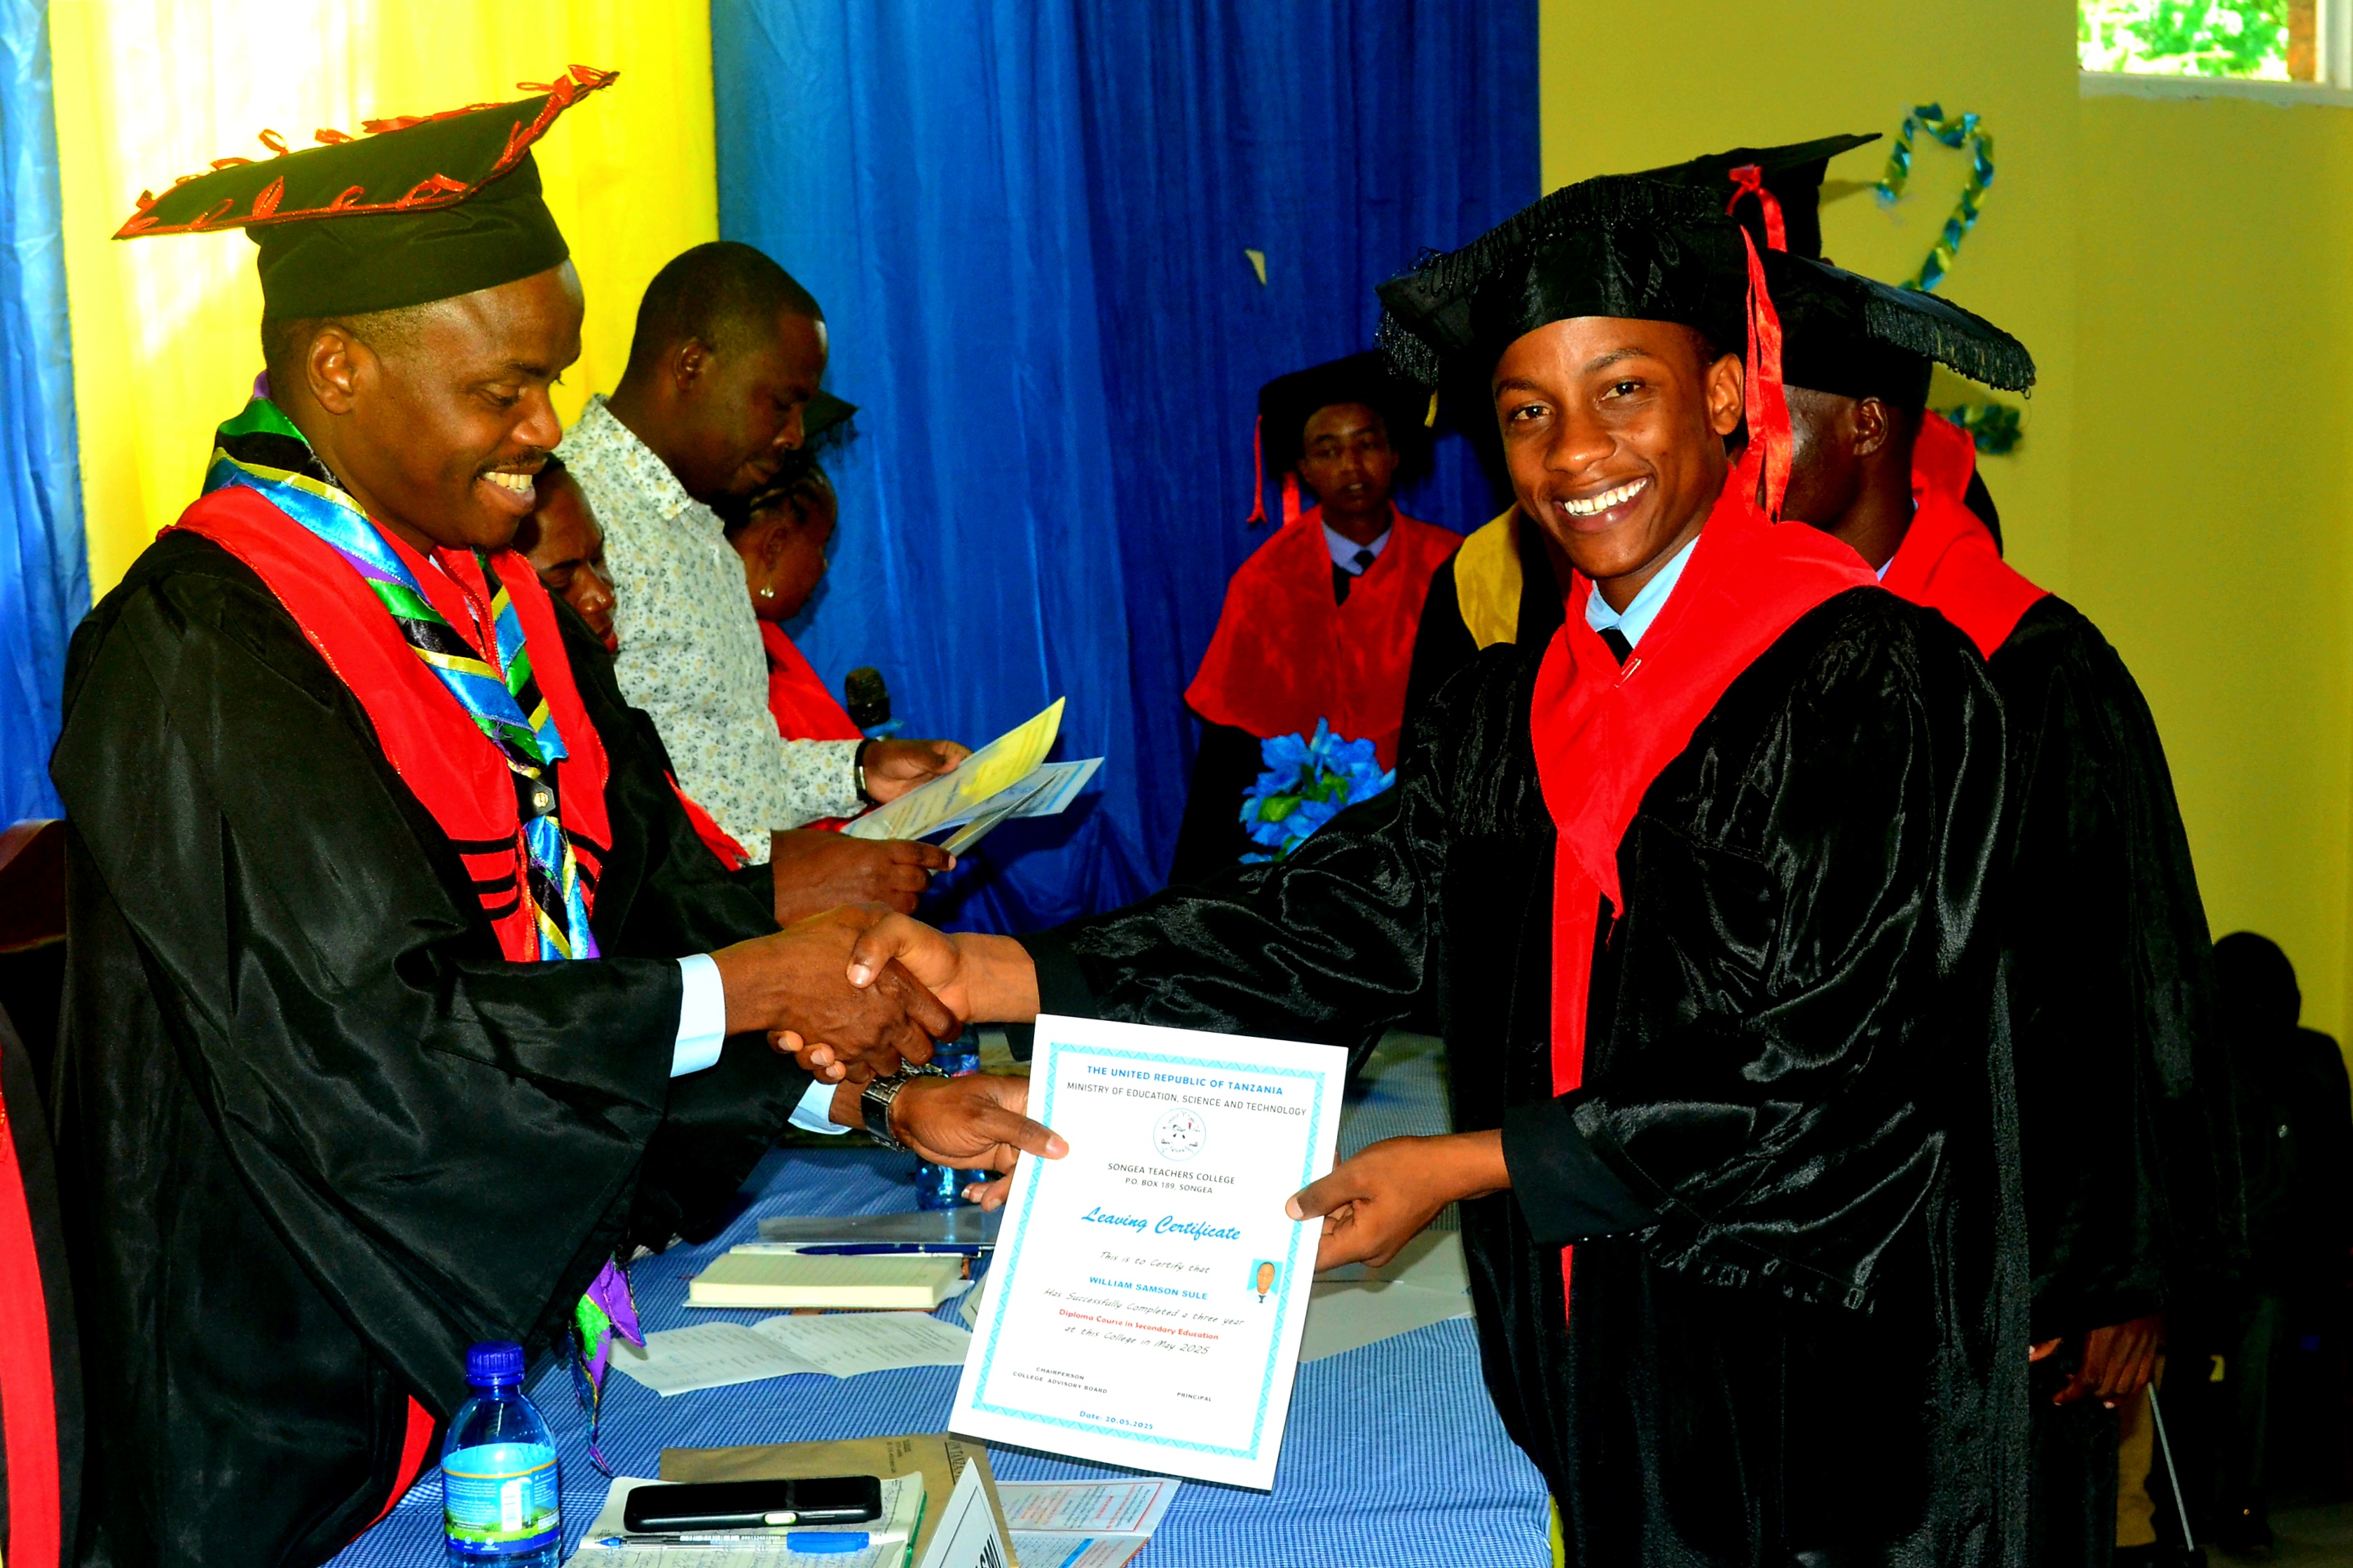 THE UNITED REPUBLIC OF TANZANIA
MINISTRY OF EDUCATION, SCIENCE AND TECHNOLOGY
SONGEA TEACHERS COLLEGE
P.O. BOX 189, SONGEA
Leaving Certificate
This is to Certify that
WILLIAM SAMSON SULE
Has Successfully Completed a three year
Diploma Course in Secondary Education
at this College in May 2025
CHAIRPERSON
COLLEGE ADVISORY BOARD
PRINCIPAL
Date: 20.05.2025